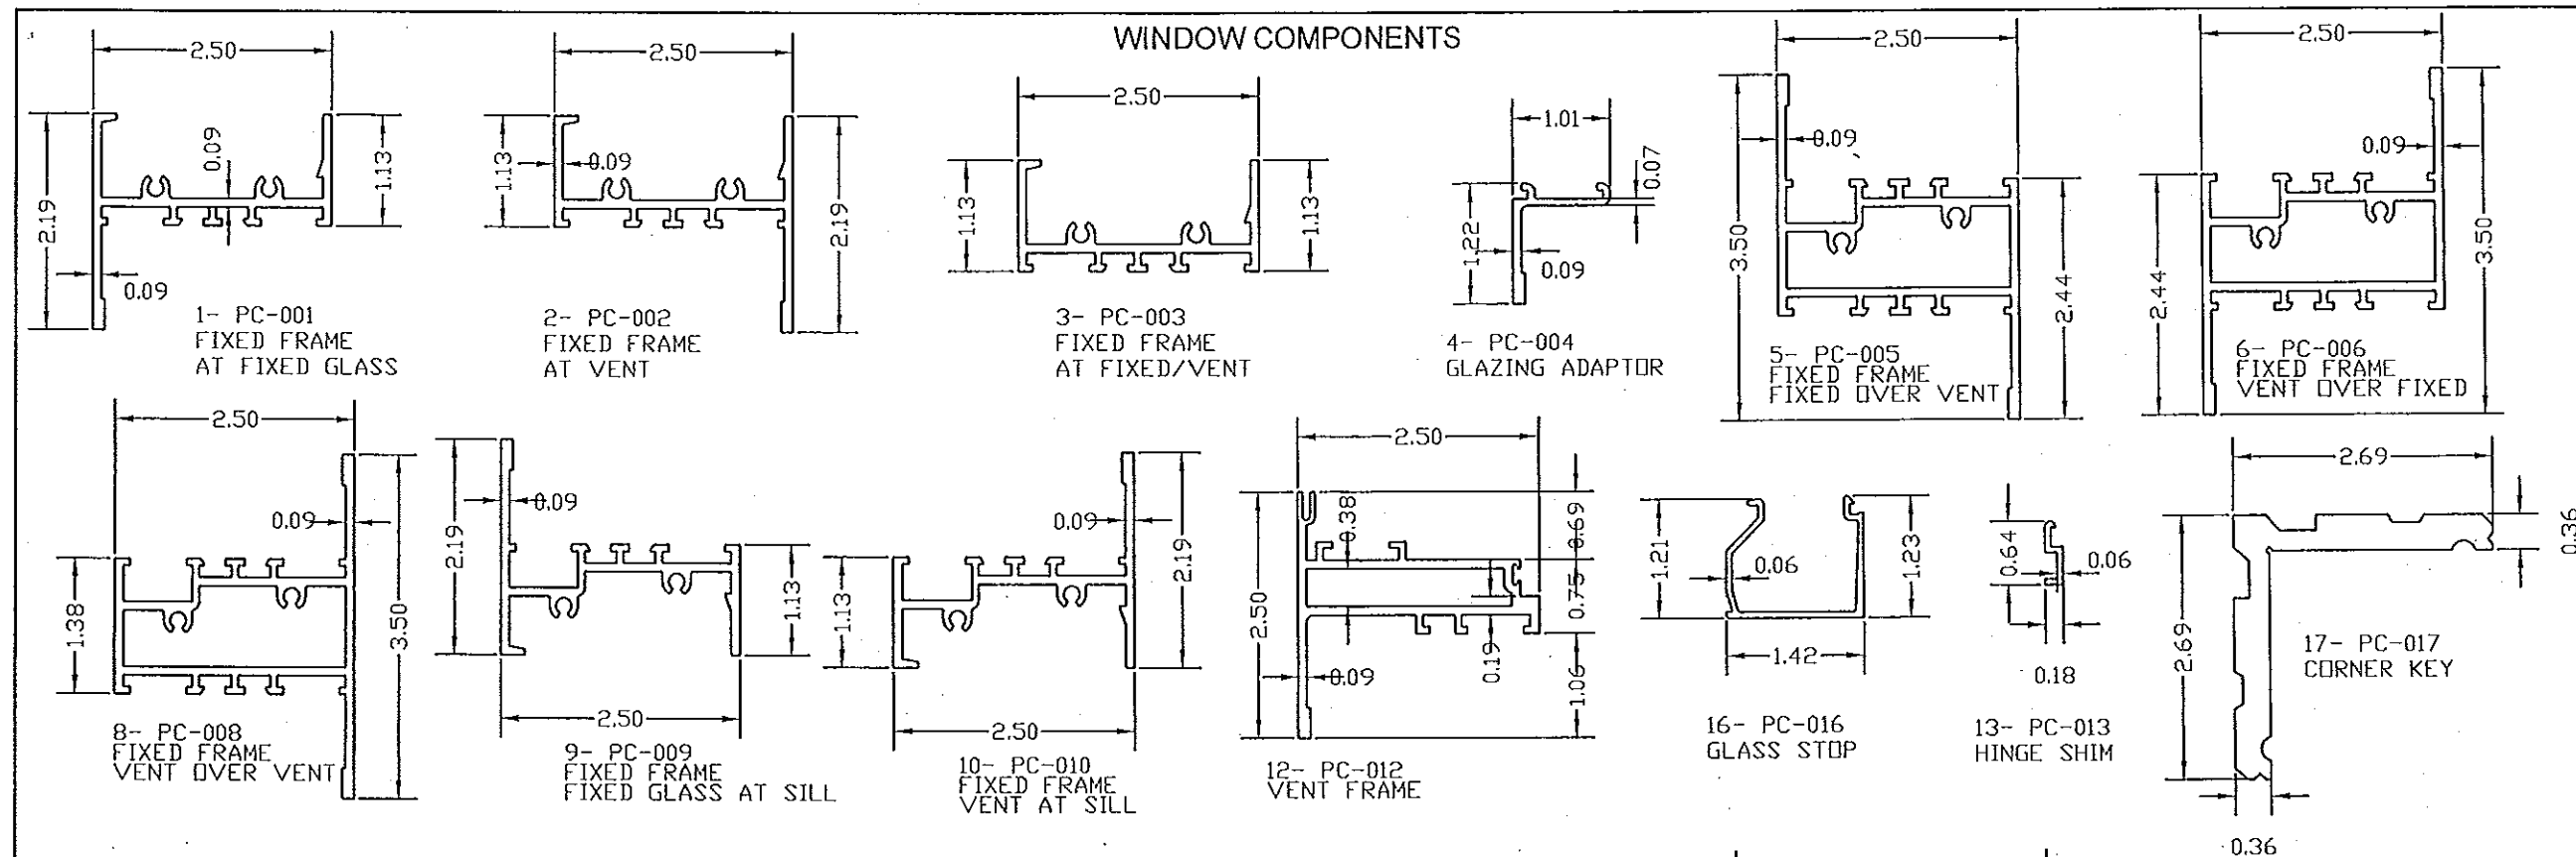 WINDOW COMPONENTS
2.50
2.19
0.09
1.13
0.09
1- PC-001
FIXED FRAME
AT FIXED GLASS
2.50
1.13
0.09
2.19
2- PC-002
FIXED FRAME
AT VENT
2.50
1.13
1.13
3- PC-003
FIXED FRAME
AT FIXED/VENT
1.01
0.07
1.22
0.09
4- PC-004
GLAZING ADAPTOR
2.50
0.09
3.50
2.44
5- PC-005
FIXED FRAME
FIXED OVER VENT
2.50
0.09
2.44
3.50
6- PC-006
FIXED FRAME
VENT OVER FIXED
2.50
0.09
1.38
3.50
8- PC-008
FIXED FRAME
VENT OVER VENT
2.19
0.09
1.13
2.50
9- PC-009
FIXED FRAME
FIXED GLASS AT SILL
0.09
1.13
2.19
2.50
10- PC-010
FIXED FRAME
VENT AT SILL
2.50
0.38
0.69
2.50
0.75
0.19
0.09
1.06
12- PC-012
VENT FRAME
1.21
0.06
1.23
1.42
16- PC-016
GLASS STOP
0.64
0.06
0.18
13- PC-013
HINGE SHIM
2.69
0.36
2.69
17- PC-017
CORNER KEY
0.36